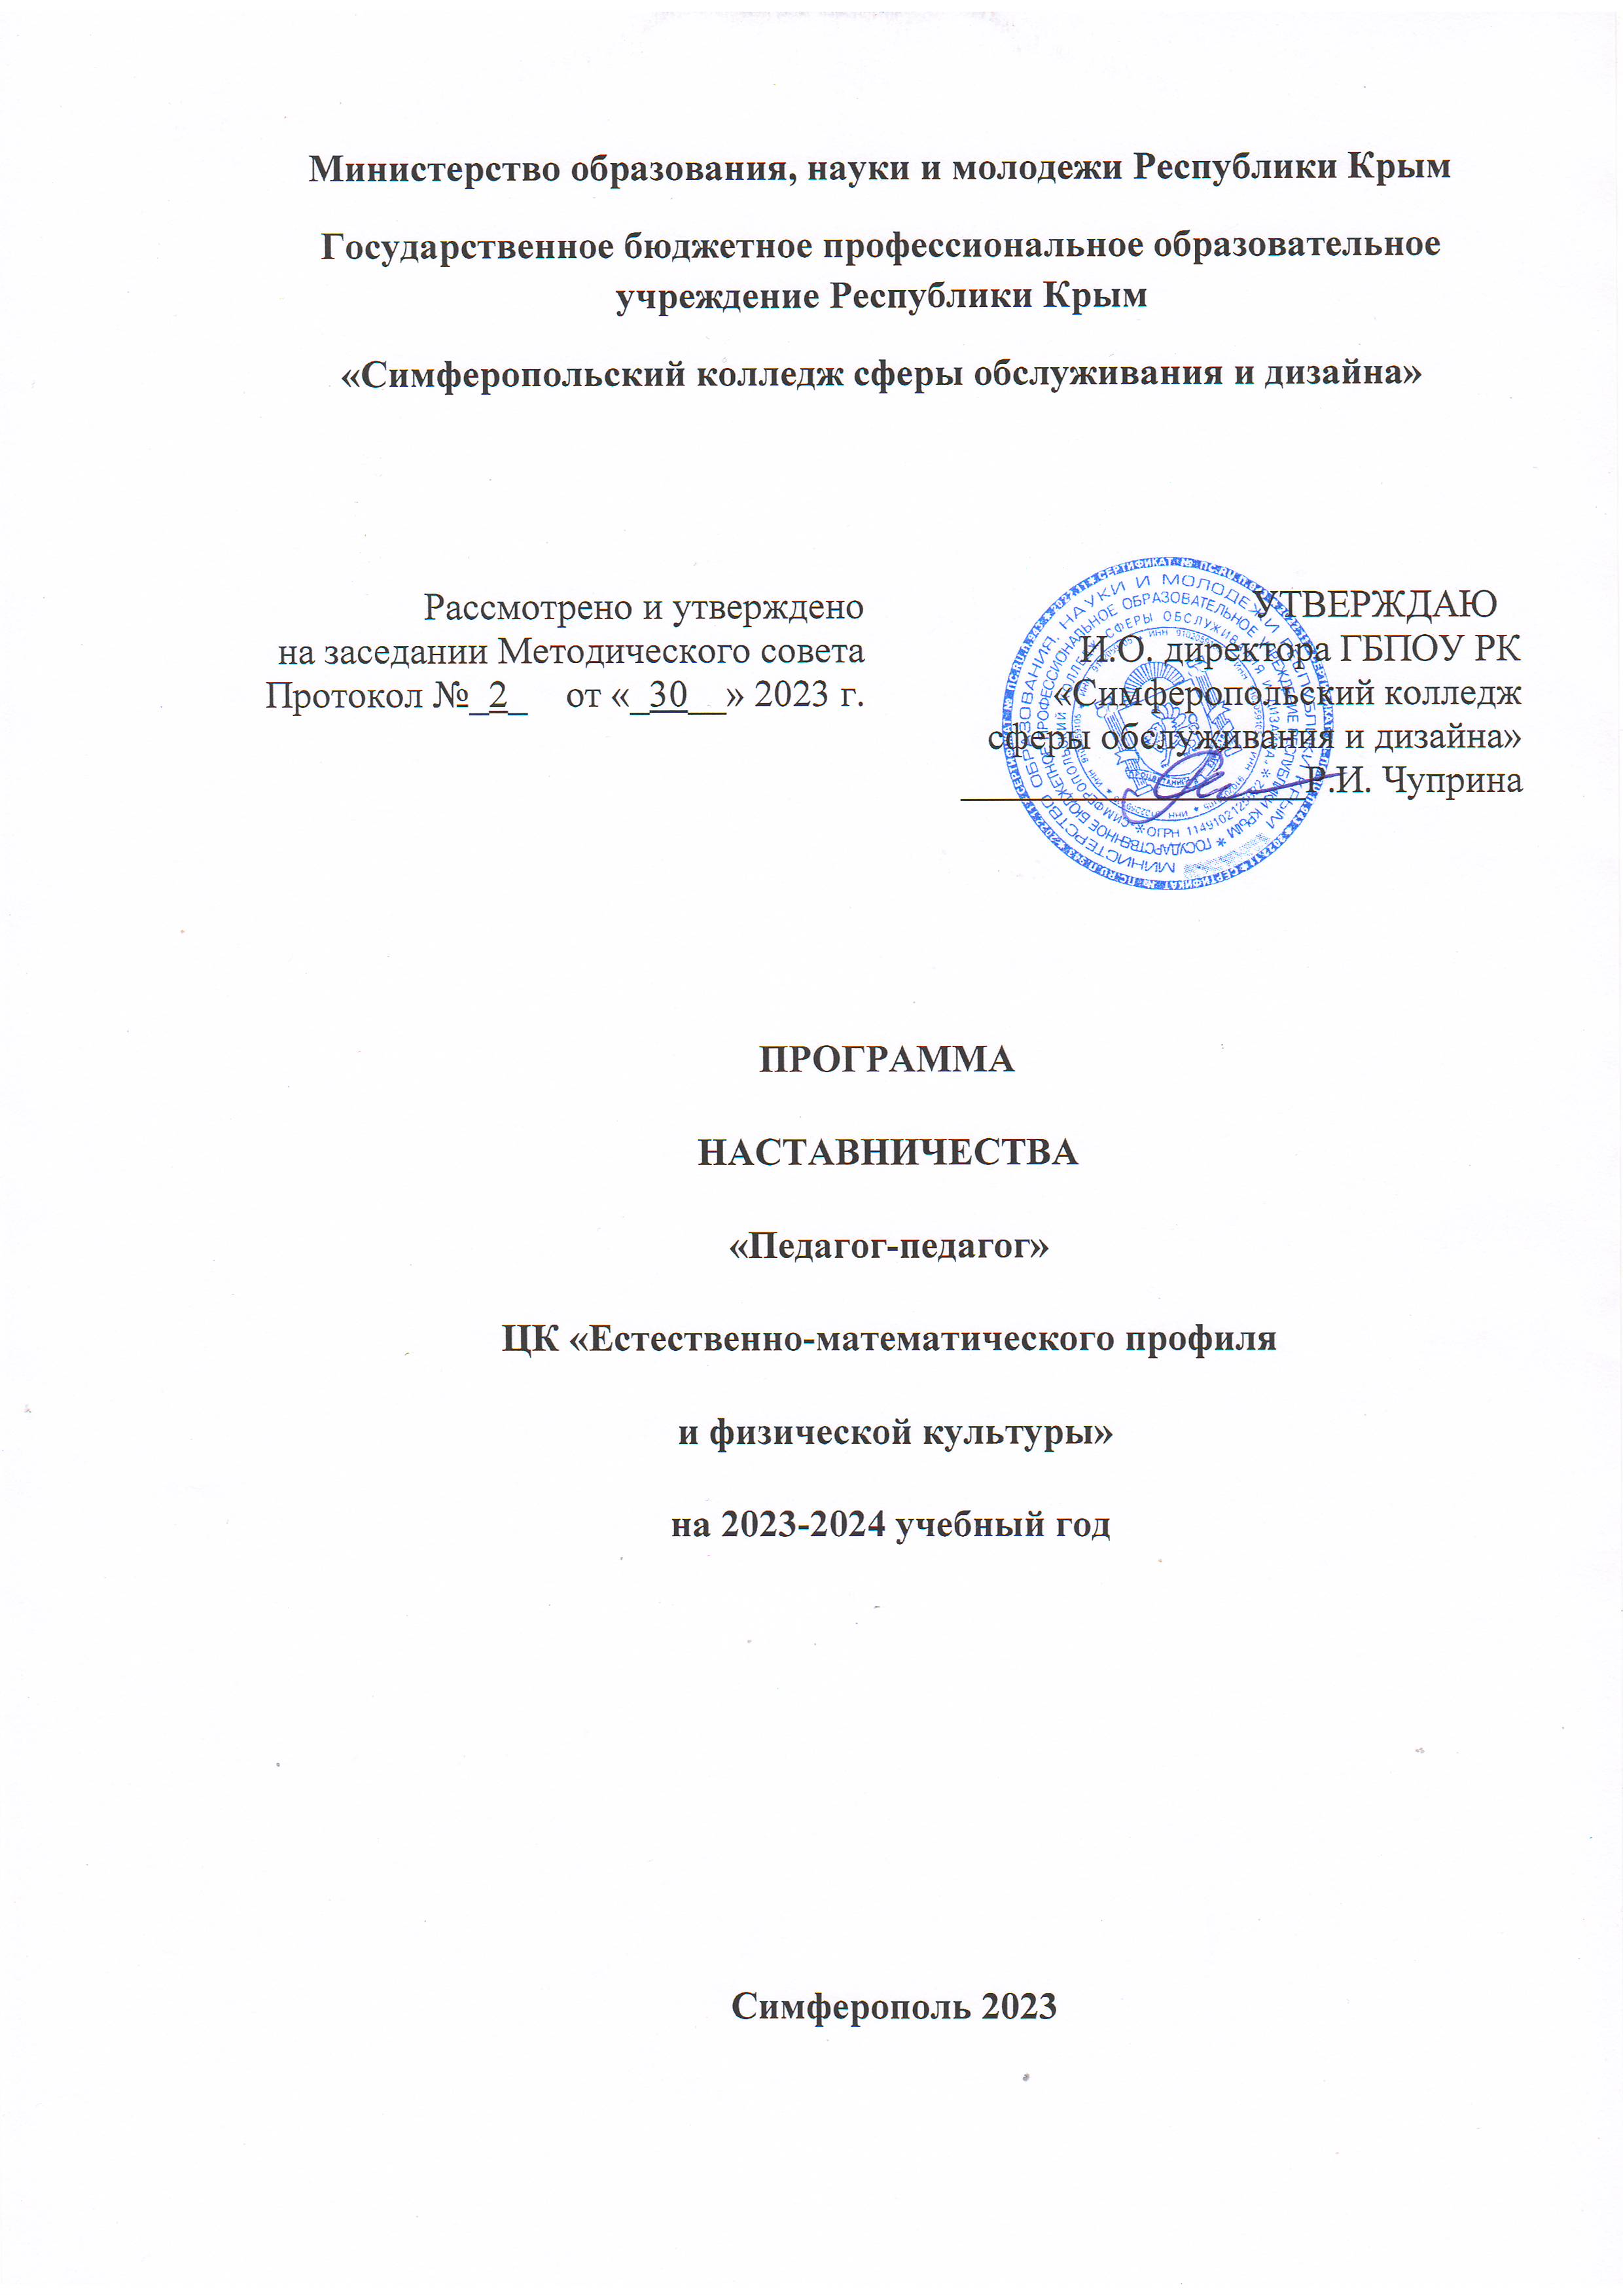 Министерство образования, науки и молодежи Республики Крым
Государственное бюджетное профессиональное образовательное
учреждение Республики Крым
«Симферопольский колледж сферы обслуживания и дизайна»
Рассмотрено и утверждено
на заседании Методического совета
Протокол №_2_ от «_30__» 2023 г.
УТВЕРЖДАЮ
И.О. директора ГБПОУ РК
«Симферопольский колледж
сферы обслуживания и дизайна»
Р.И. Чуприна
ПРОГРАММА
НАСТАВНИЧЕСТВА
«Педагог-педагог»
ЦК «Естественно-математического профиля
и физической культуры»
на 2023-2024 учебный год
Симферополь 2023